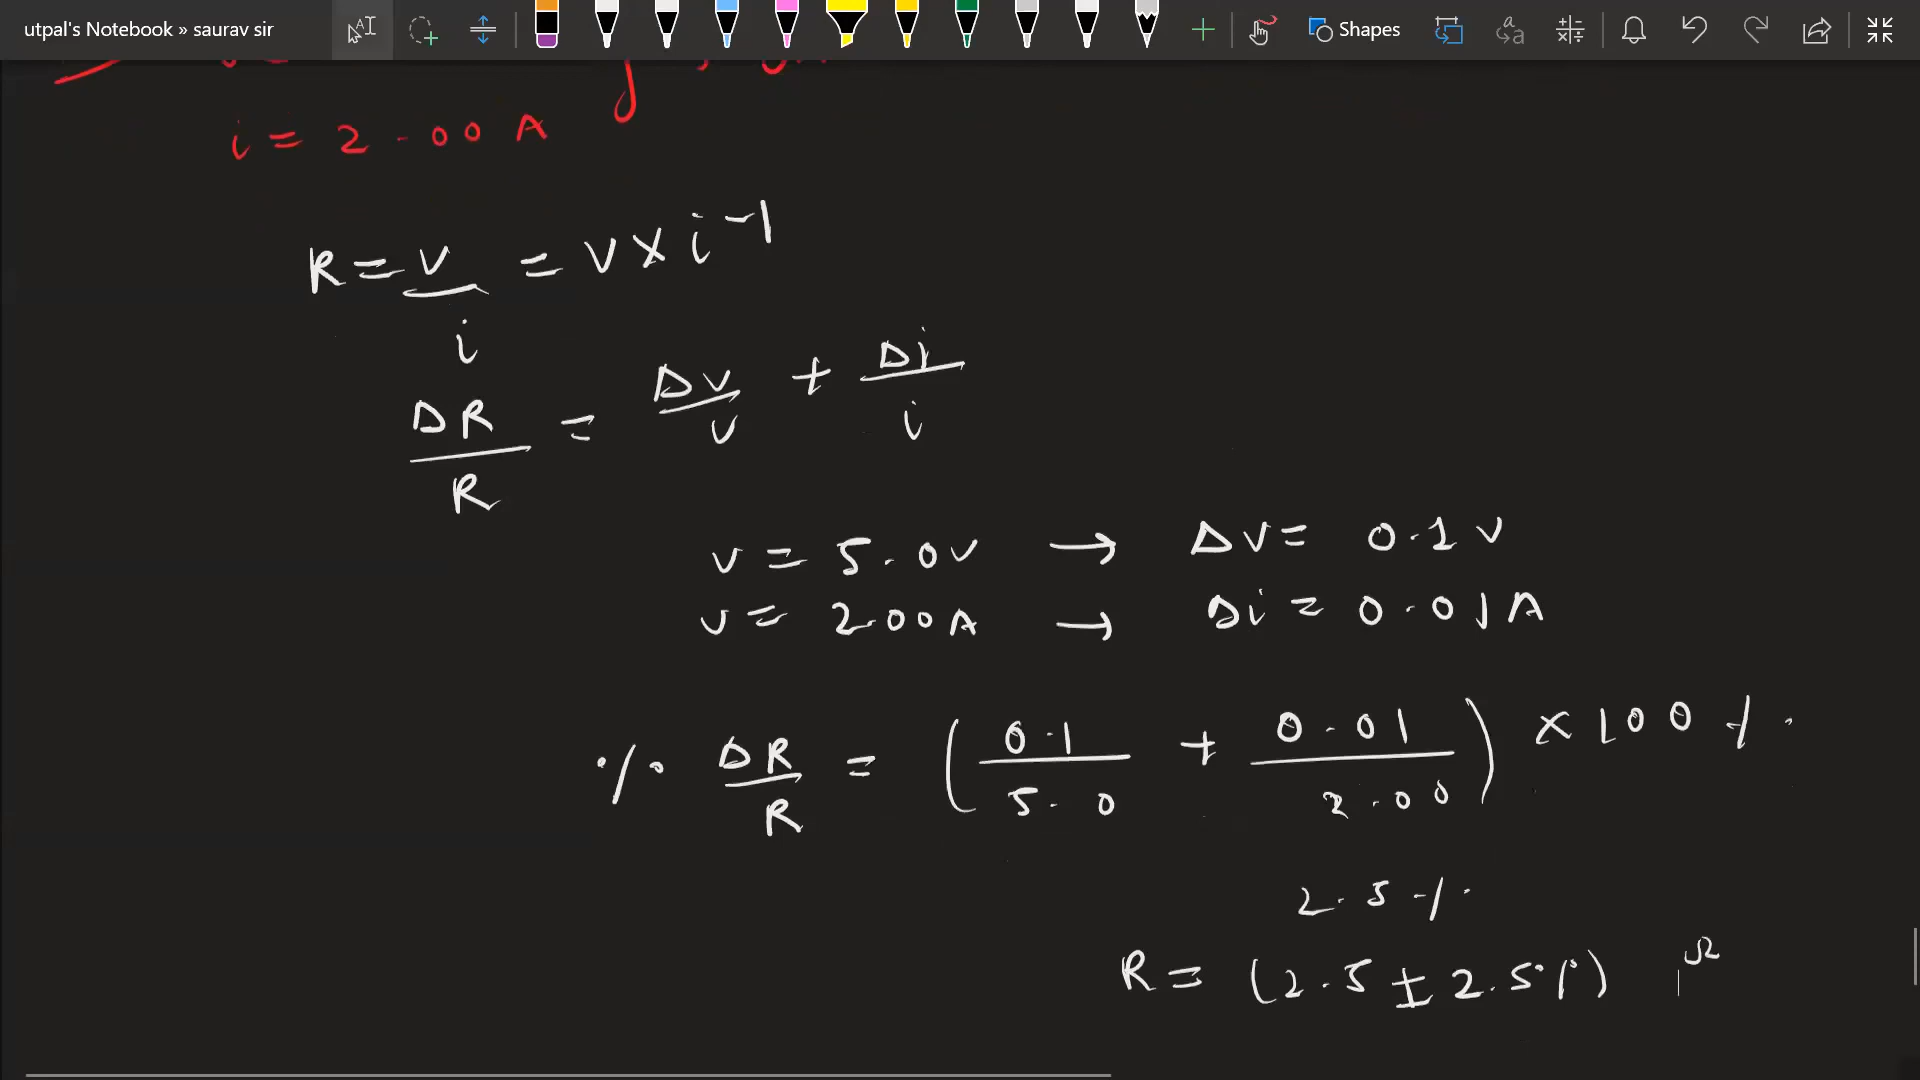 utpal's Notebook » saurav sir
Shapes
i = 2.00 A
R = v/i = v × i⁻¹
ΔR/R = Δv/v + Δi/i
v = 5.0v → Δv = 0.1 v
v = 2.00A → Δi = 0.01A
% ΔR/R = (0.1/5.0 + 0.01/2.00) × 100 %.
2.5 %.
R = (2.5 ± 2.5%) Ω